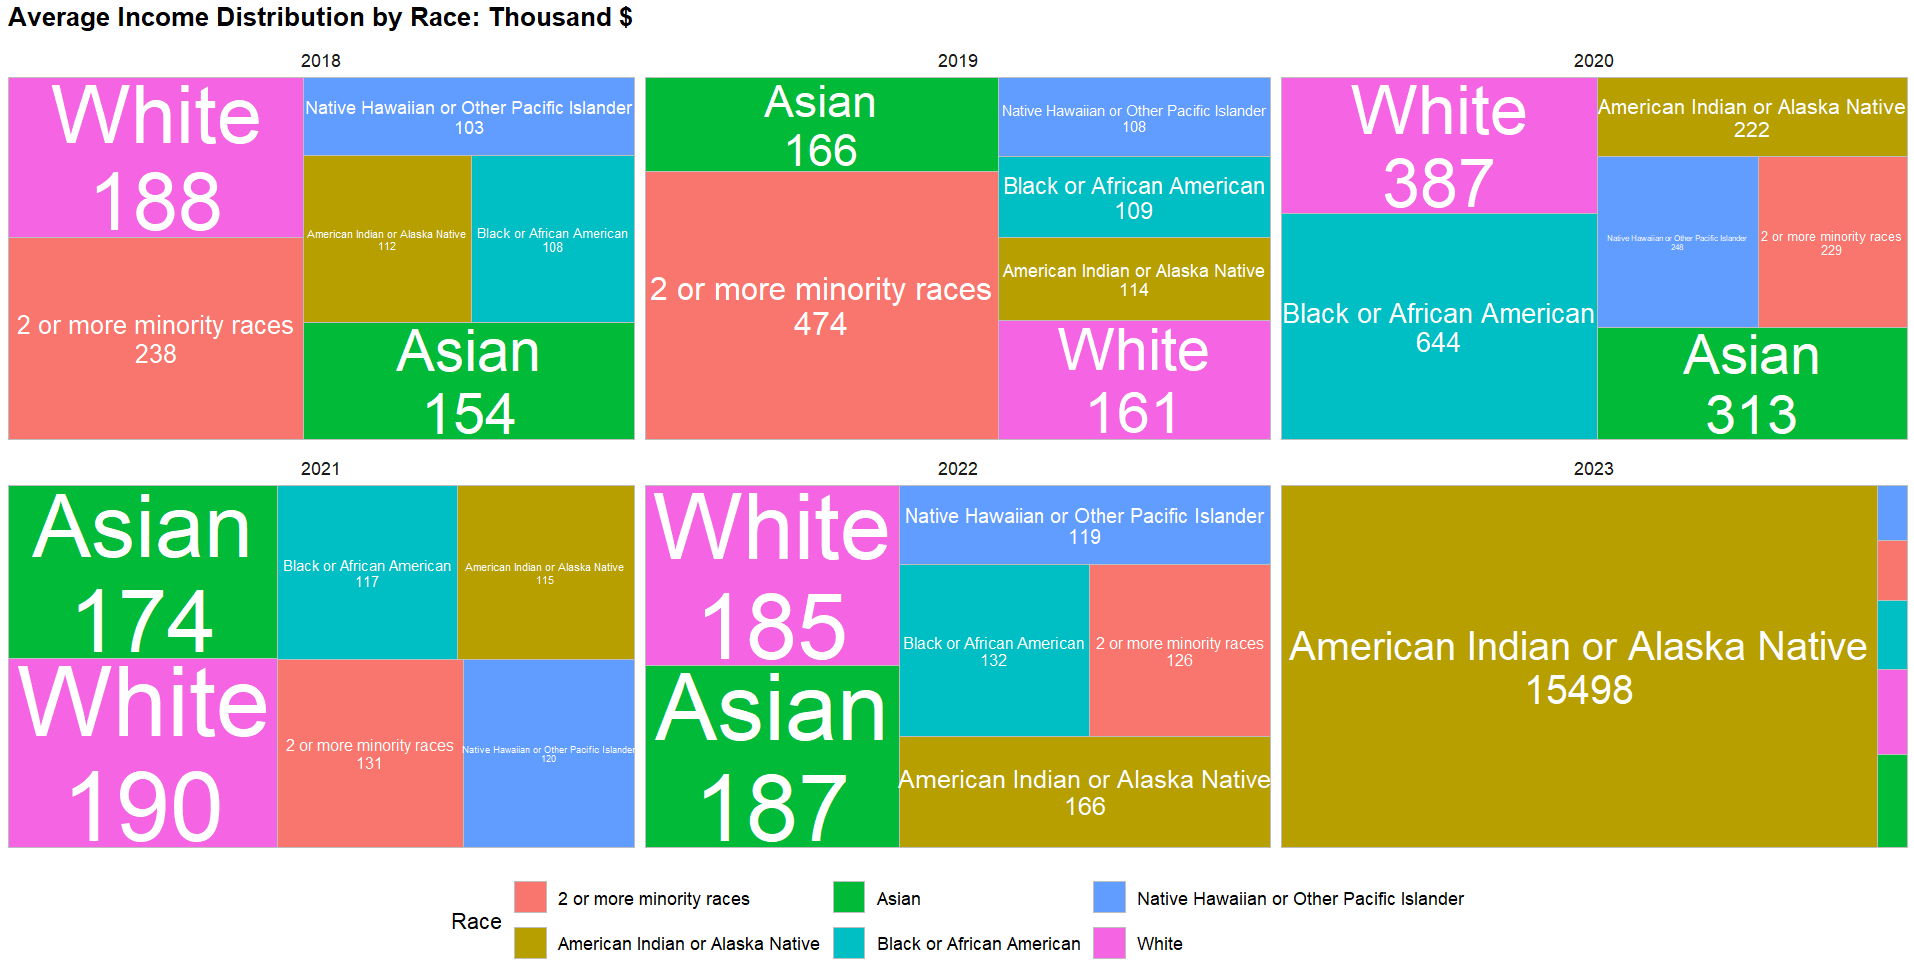 Average Income Distribution by Race: Thousand $
2018
White
188
Native Hawaiian or Other Pacific Islander
103
American Indian or Alaska Native
112
Black or African American
108
2 or more minority races
238
Asian
154
2019
Asian
166
Native Hawaiian or Other Pacific Islander
108
Black or African American
109
2 or more minority races
474
American Indian or Alaska Native
114
White
161
2020
White
387
American Indian or Alaska Native
222
Native Hawaiian or Other Pacific Islander
248
2 or more minority races
229
Black or African American
644
Asian
313
2021
Asian
174
Black or African American
117
American Indian or Alaska Native
115
White
190
2 or more minority races
131
Native Hawaiian or Other Pacific Islander
120
2022
White
185
Native Hawaiian or Other Pacific Islander
119
Black or African American
132
2 or more minority races
126
Asian
187
American Indian or Alaska Native
166
2023
American Indian or Alaska Native
15498
Race
2 or more minority races
Asian
Native Hawaiian or Other Pacific Islander
American Indian or Alaska Native
Black or African American
White